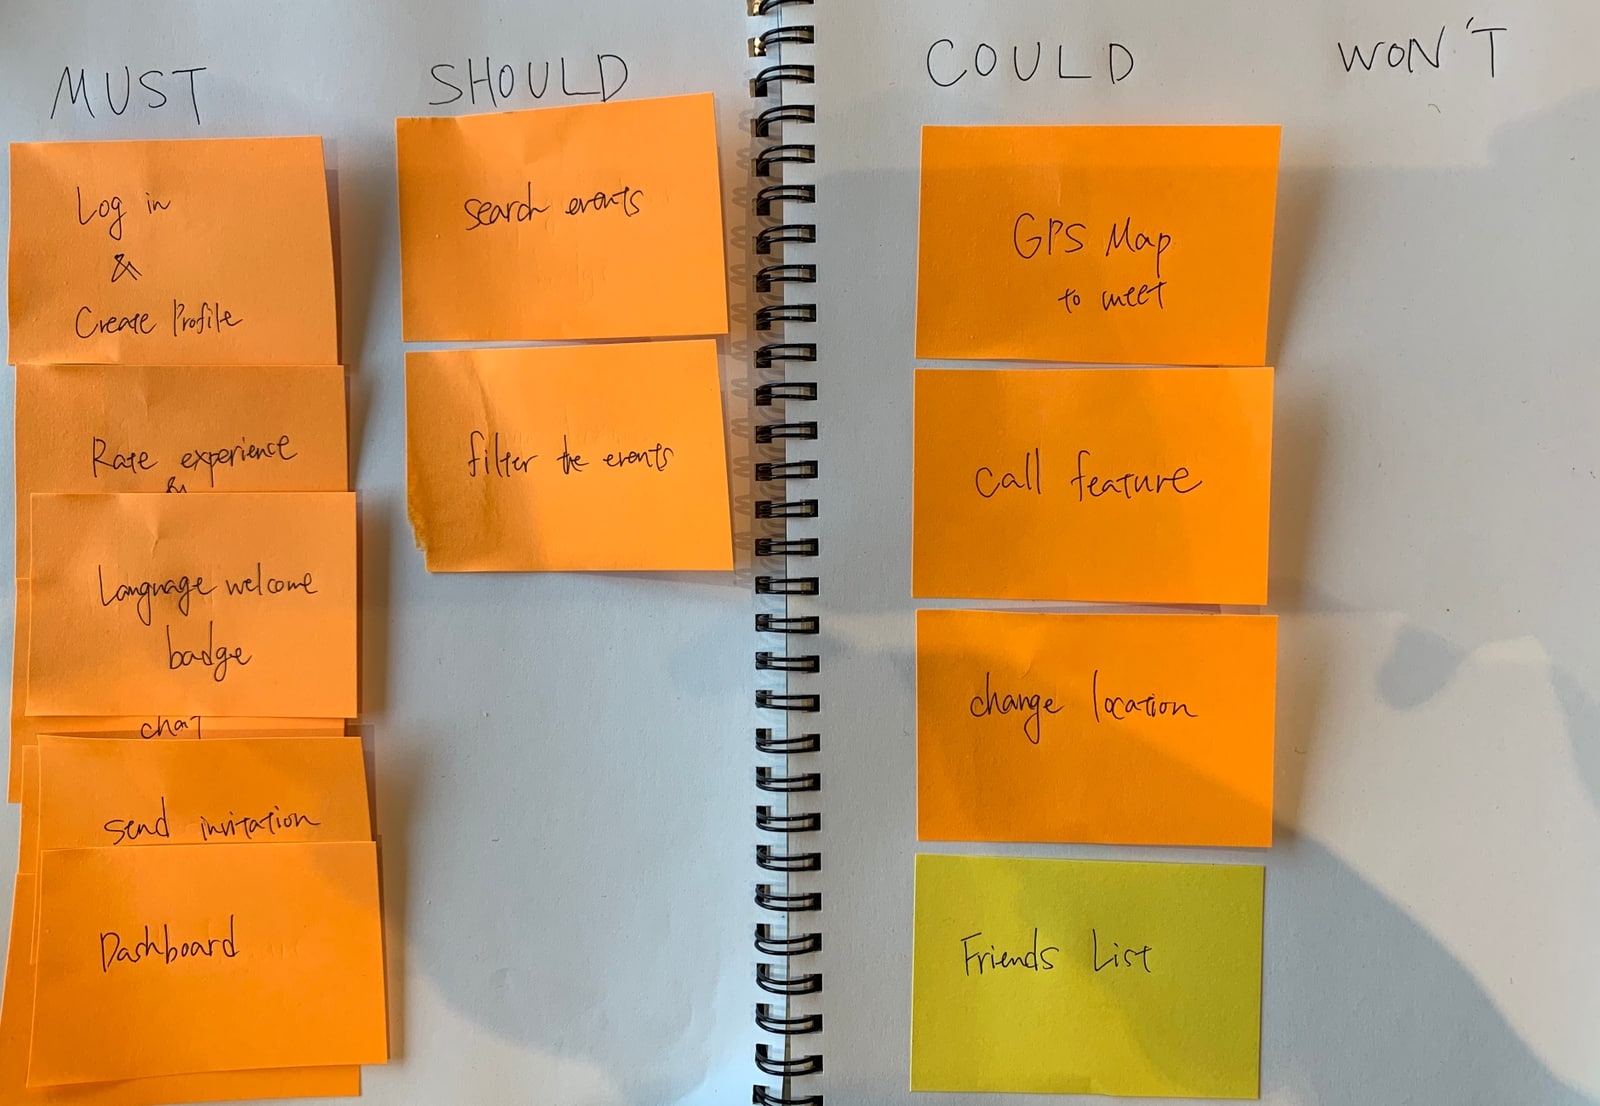 MUST
Log in
&
Create Profile
Rate experience
&
Language welcome
badge
chat
send invitation
Dashboard
SHOULD
search events
filter the events
COULD
GPS Map
to meet
call feature
change location
Friends List
WON'T